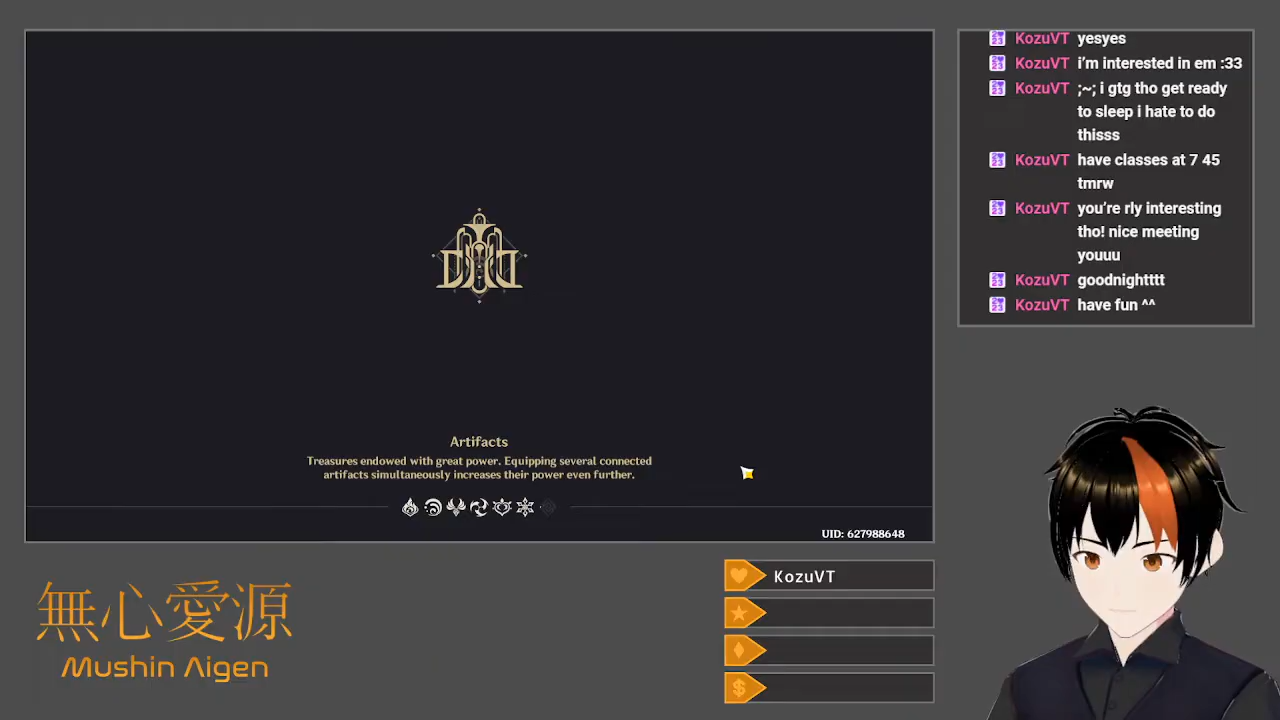 Artifacts
Treasures endowed with great power. Equipping several connected
artifacts simultaneously increases their power even further.
UID: 627988648
KozuVT yesyes
KozuVT i'm interested in em :33
KozuVT ;~; i gtg tho get ready
to sleep i hate to do
thisss
KozuVT have classes at 7 45
tmrw
KozuVT you're rly interesting
tho! nice meeting
youuu
KozuVT goodnightttt
KozuVT have fun ^^
無心愛源
Mushin Aigen
KozuVT